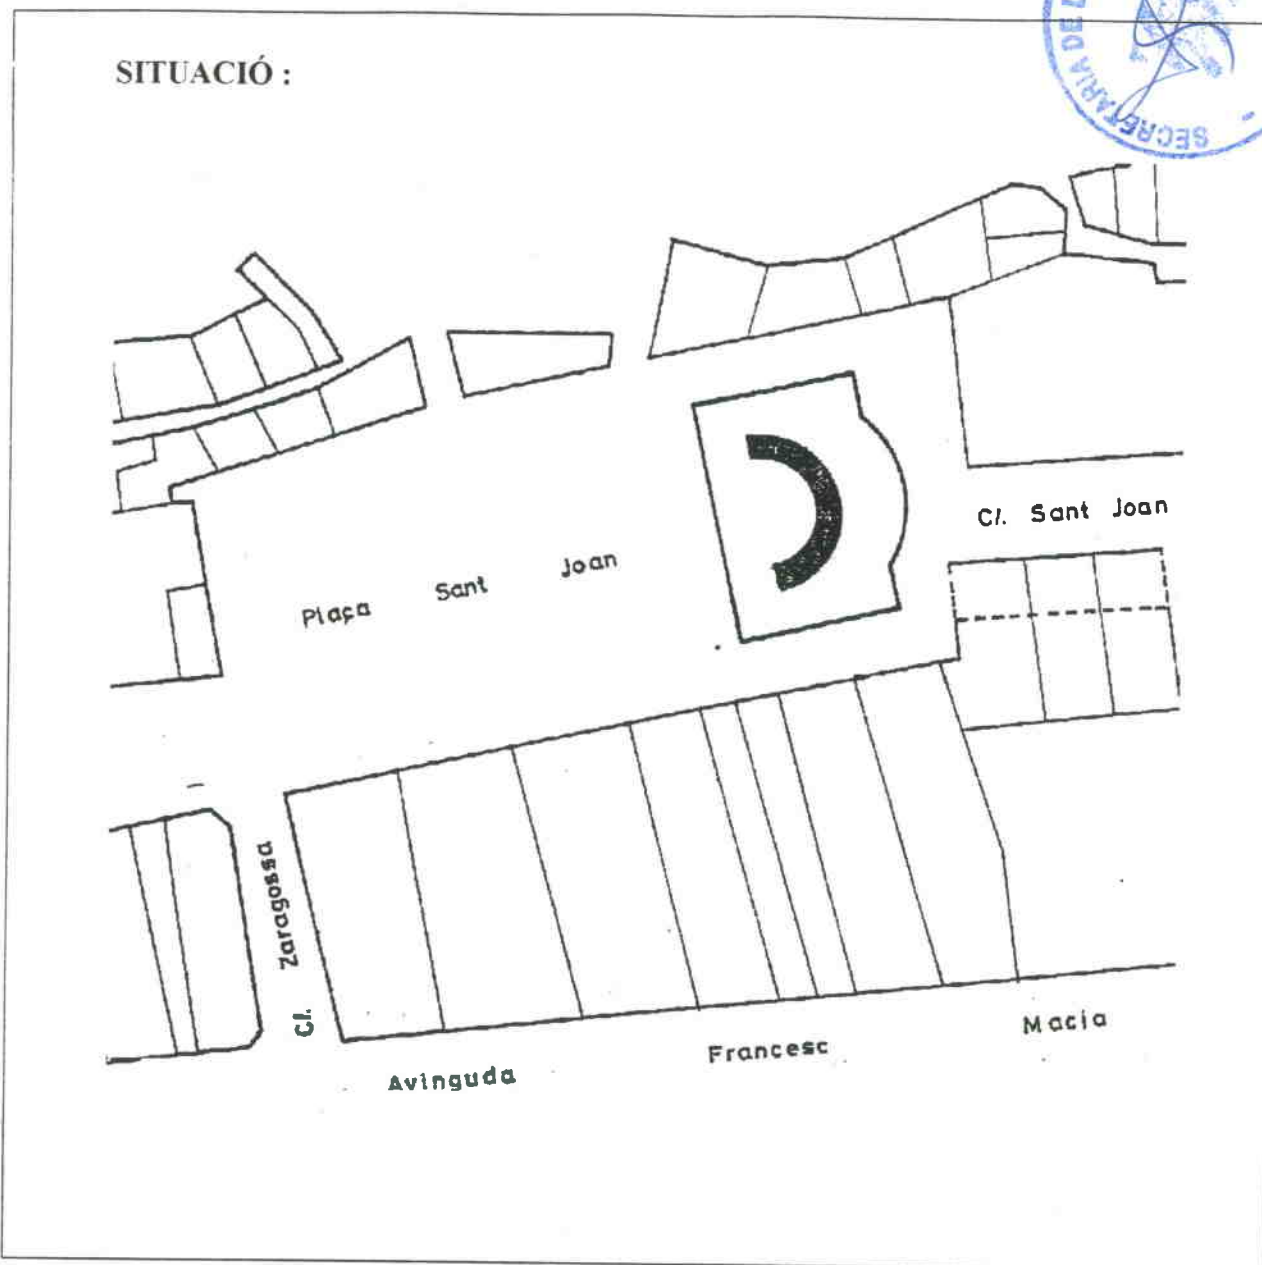 SITUACIÓ :
SECRETARIA DE
C/. Sant Joan
Plaça Sant Joan
C/. Zaragossa
Avinguda Francesc Macia